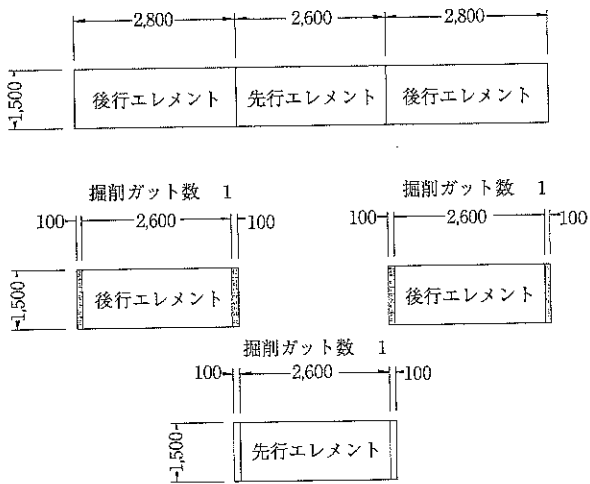 2,800 2,600 2,800
1,500
後行エレメント 先行エレメント 後行エレメント
掘削ガット数 1 掘削ガット数 1
100 2,600 100 100 2,600 100
1,500
後行エレメント 後行エレメント
掘削ガット数 1
100 2,600 100
1,500
先行エレメント